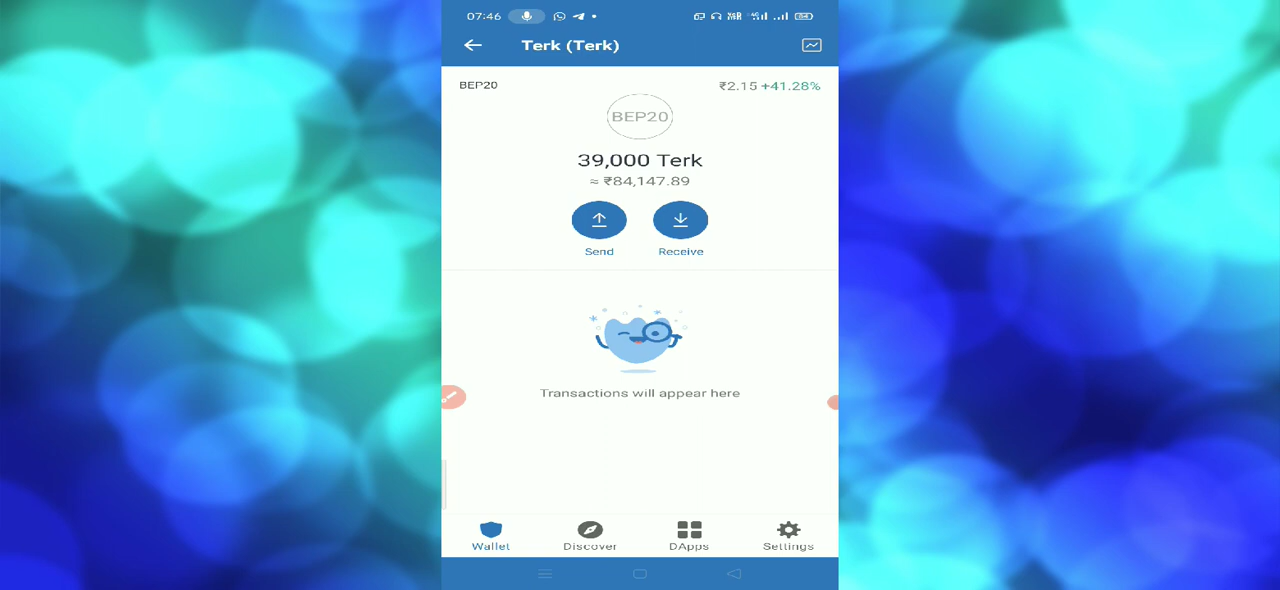 07:46
Terk (Terk)
BEP20 ₹2.15 +41.28%
BEP20
39,000 Terk
≈ ₹84,147.89
Send Receive
Transactions will appear here
Wallet Discover DApps Settings